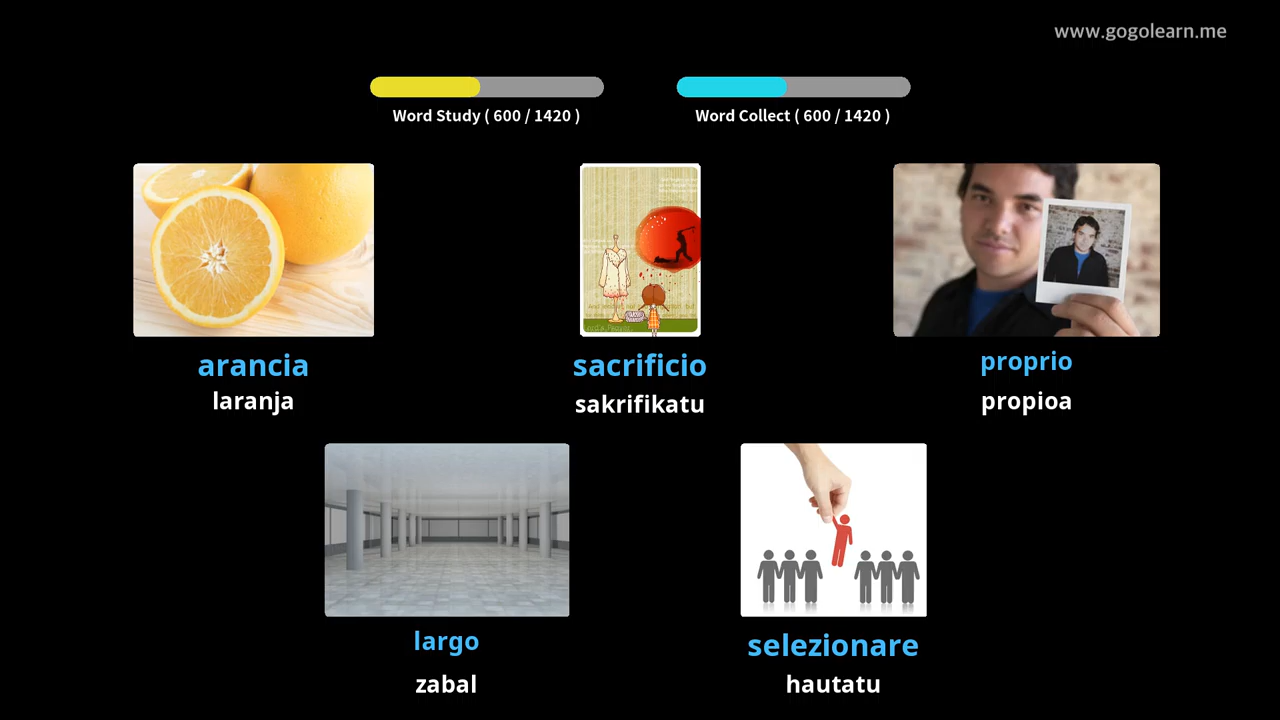 www.gogolearn.me
Word Study ( 600 / 1420 )
Word Collect ( 600 / 1420 )
arancia
laranja
sacrificio
sakrifikatu
proprio
propioa
largo
zabal
selezionare
hautatu